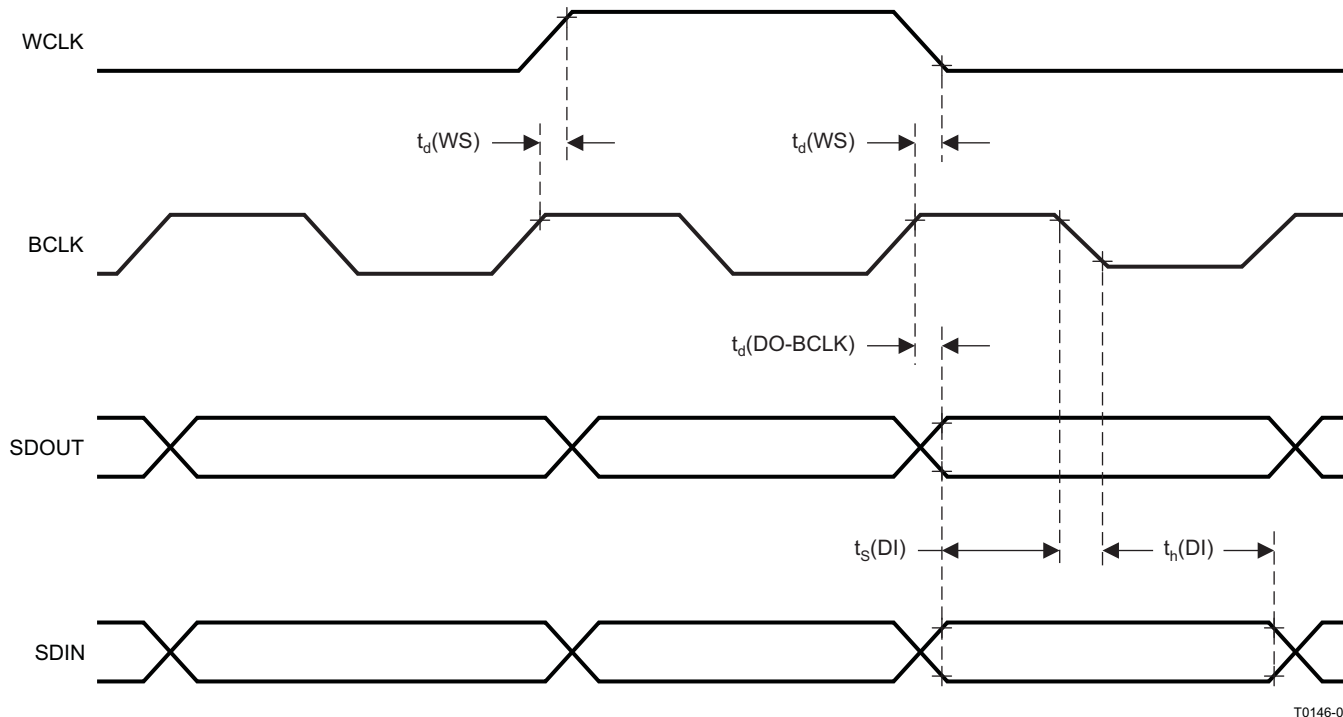 WCLK
td(WS) td(WS)
BCLK
td(DO-BCLK)
SDOUT
tS(DI) th(DI)
SDIN
T0146-0